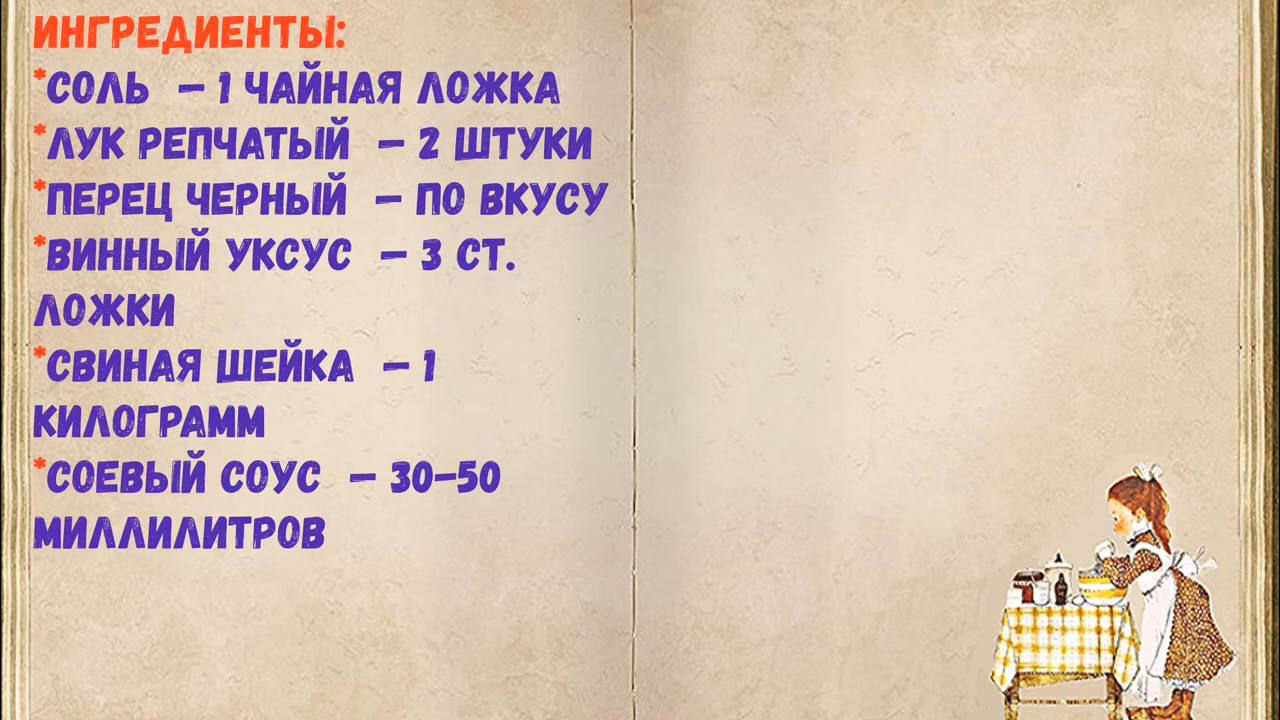 ИНГРЕДИЕНТЫ:
*СОЛЬ – 1 ЧАЙНАЯ ЛОЖКА
*ЛУК РЕПЧАТЫЙ – 2 ШТУКИ
*ПЕРЕЦ ЧЕРНЫЙ – ПО ВКУСУ
*ВИННЫЙ УКСУС – 3 СТ.
ЛОЖКИ
*СВИНАЯ ШЕЙКА – 1
КИЛОГРАММ
*СОЕВЫЙ СОУС – 30-50
МИЛЛИЛИТРОВ